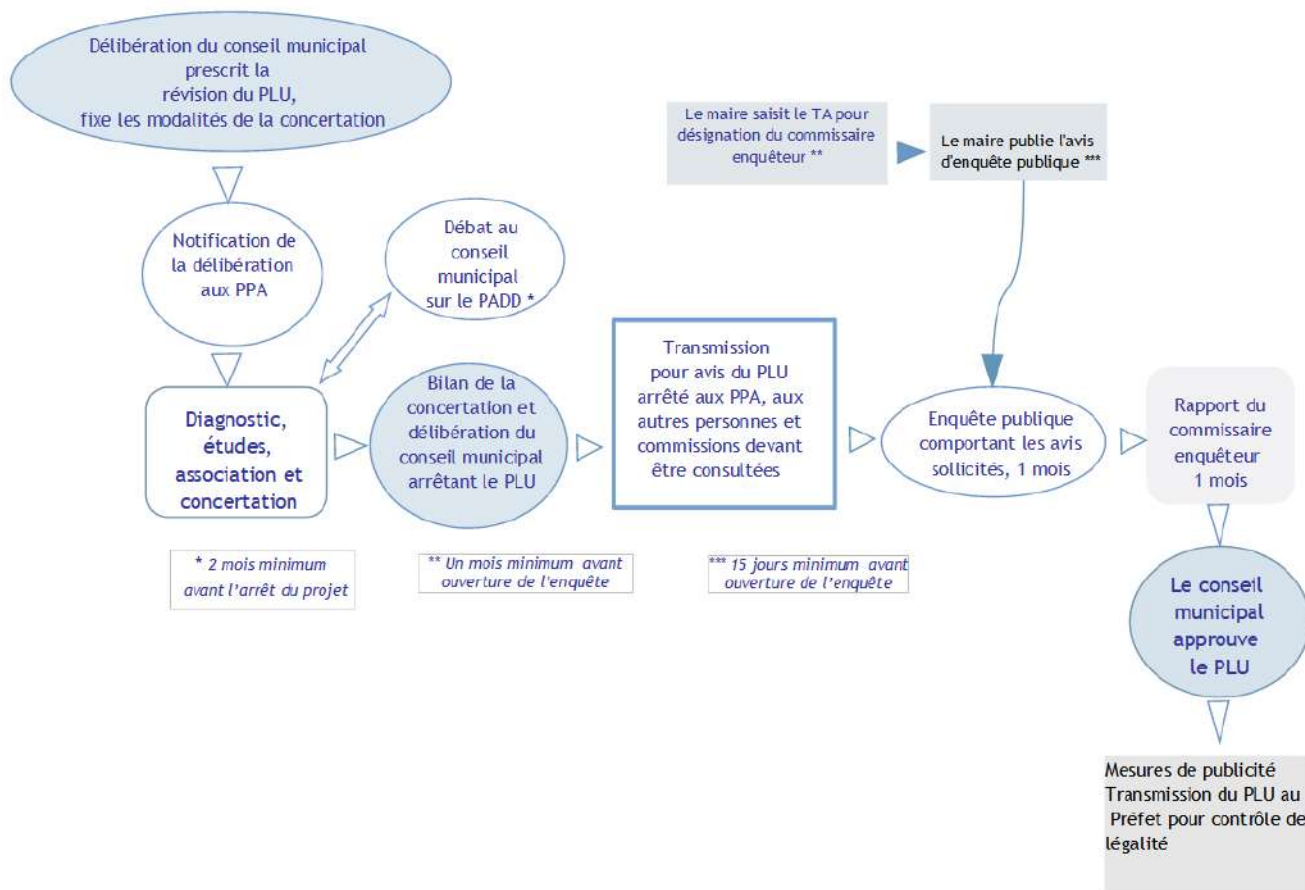 Délibération du conseil municipal
prescrit la
révision du PLU,
fixe les modalités de la concertation
Le maire saisit le TA pour
désignation du commissaire
enquêteur **
Le maire publie l'avis
d'enquête publique ***
Notification de
la délibération
aux PPA
Débat au
conseil
municipal
sur le PADD *
Diagnostic,
études,
association et
concertation
Bilan de la
concertation et
délibération du
conseil municipal
arrêtant le PLU
Transmission
pour avis du PLU
arrêté aux PPA, aux
autres personnes et
commissions devant
être consultées
Enquête publique
comportant les avis
sollicités, 1 mois
Rapport du
commissaire
enquêteur
1 mois
* 2 mois minimum
avant l'arrêt du projet
** Un mois minimum avant
ouverture de l'enquête
*** 15 jours minimum avant
ouverture de l'enquête
Le conseil
municipal
approuve
le PLU
Mesures de publicité
Transmission du PLU au
Préfet pour contrôle de
légalité